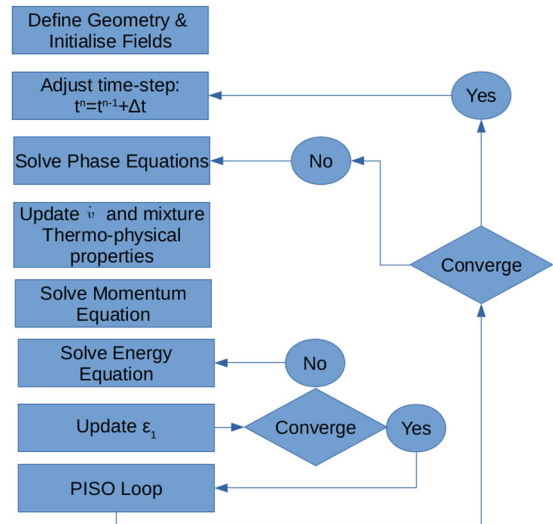 Define Geometry &
Initialise Fields
Adjust time-step:
tⁿ=tⁿ⁻¹+Δt
Yes
Solve Phase Equations
No
Update v̇ and mixture
Thermo-physical
properties
Converge
Solve Momentum
Equation
Solve Energy
Equation
No
Update ε₁
Converge
Yes
PISO Loop